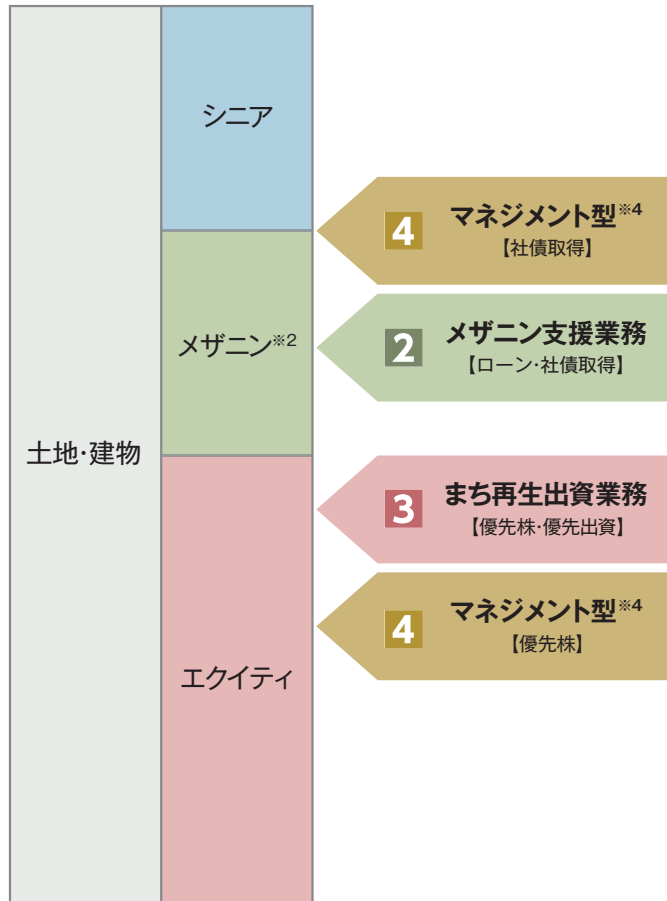 土地・建物
シニア
メザニン※2
エクイティ
4
マネジメント型※4
【社債取得】
2
メザニン支援業務
【ローン・社債取得】
3
まち再生出資業務
【優先株・優先出資】
4
マネジメント型※4
【優先株】